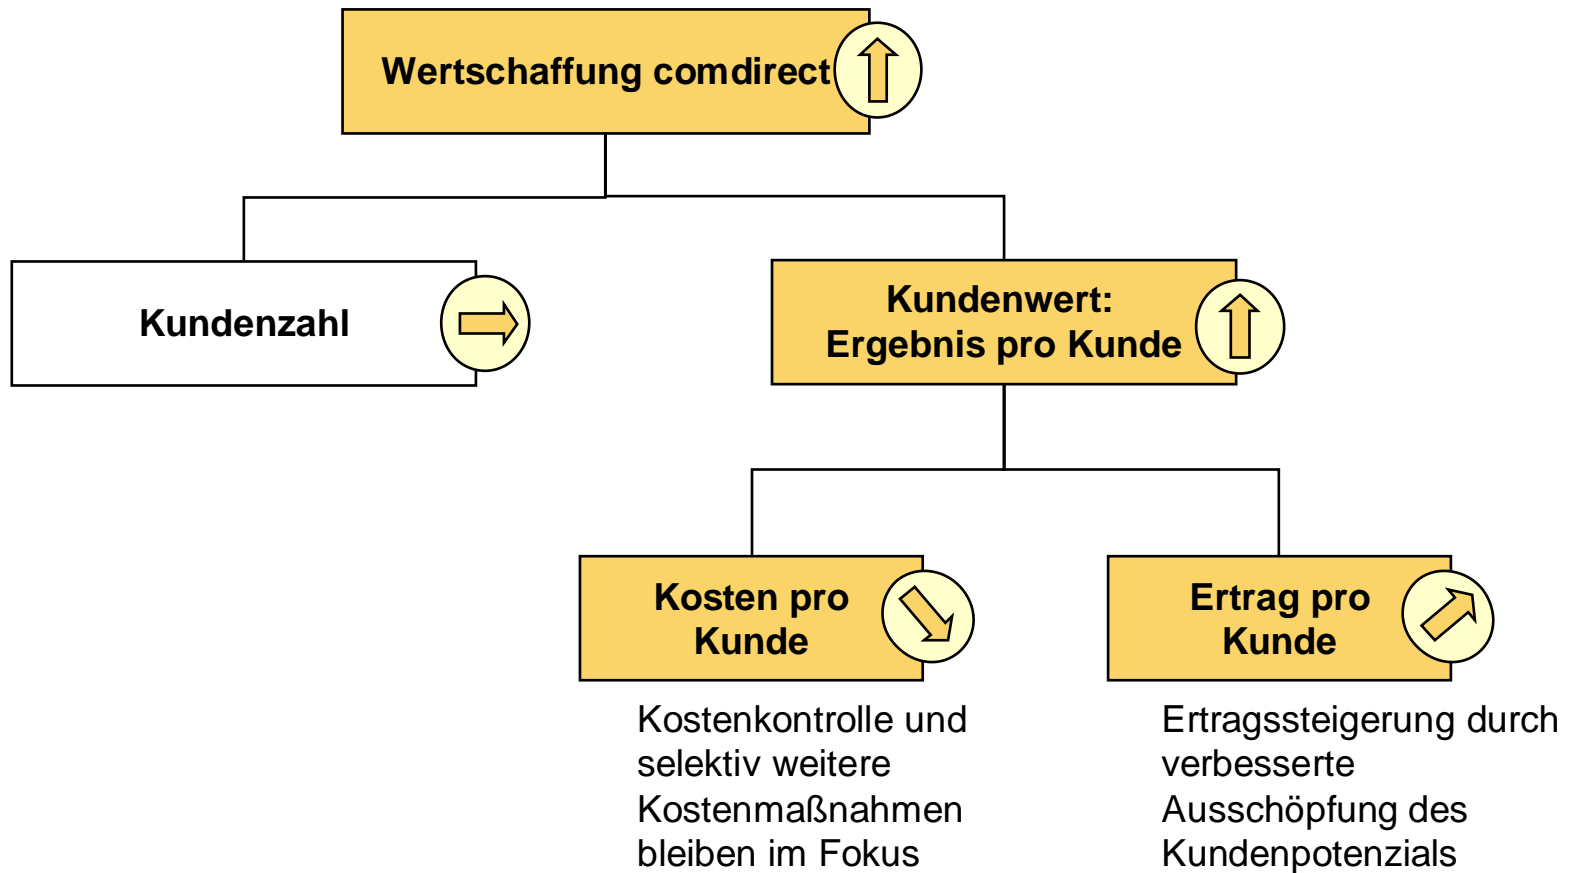 Wertschaffung comdirect
Kundenzahl
Kundenwert:
Ergebnis pro Kunde
Kosten pro
Kunde
Ertrag pro
Kunde
Kostenkontrolle und
selektiv weitere
Kostenmaßnahmen
bleiben im Fokus
Ertragssteigerung durch
verbesserte
Ausschöpfung des
Kundenpotenzials